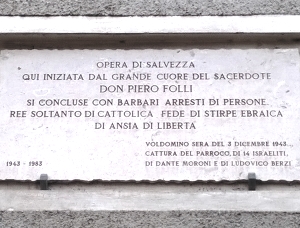 OPERA DI SALVEZZA
QUI INIZIATA DAL GRANDE CUORE DEL SACERDOTE
DON PIERO FOLLI
SI CONCLUSE CON BARBARI ARRESTI DI PERSONE
REE SOLTANTO DI CATTOLICA FEDE DI STIRPE EBRAICA
DI ANSIA DI LIBERTÀ
VOLDOMINO SERA DEL 3 DICEMBRE 1943...
CATTURA DEL PARROCO, DI 14 ISRAELITI,
1943 - 1983 DI DANTE MORONI E DI LUDOVICO BERZI